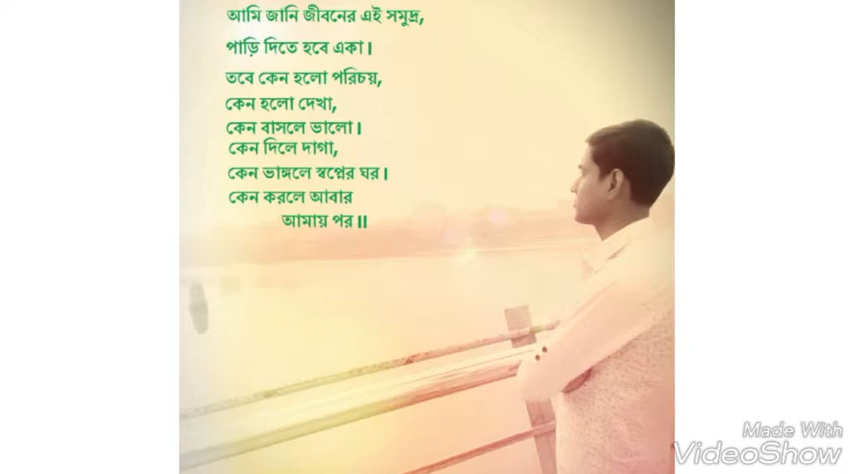 আমি জানি জীবনের এই সমুদ্র,
পাড়ি দিতে হবে একা।
তবে কেন হলো পরিচয়,
কেন হলো দেখা,
কেন বাসলে ভালো।
কেন দিলে দাগা,
কেন ভাঙ্গলে স্বপ্নের ঘর।
কেন করলে আবার
আমায় পর॥
Made With
VideoShow